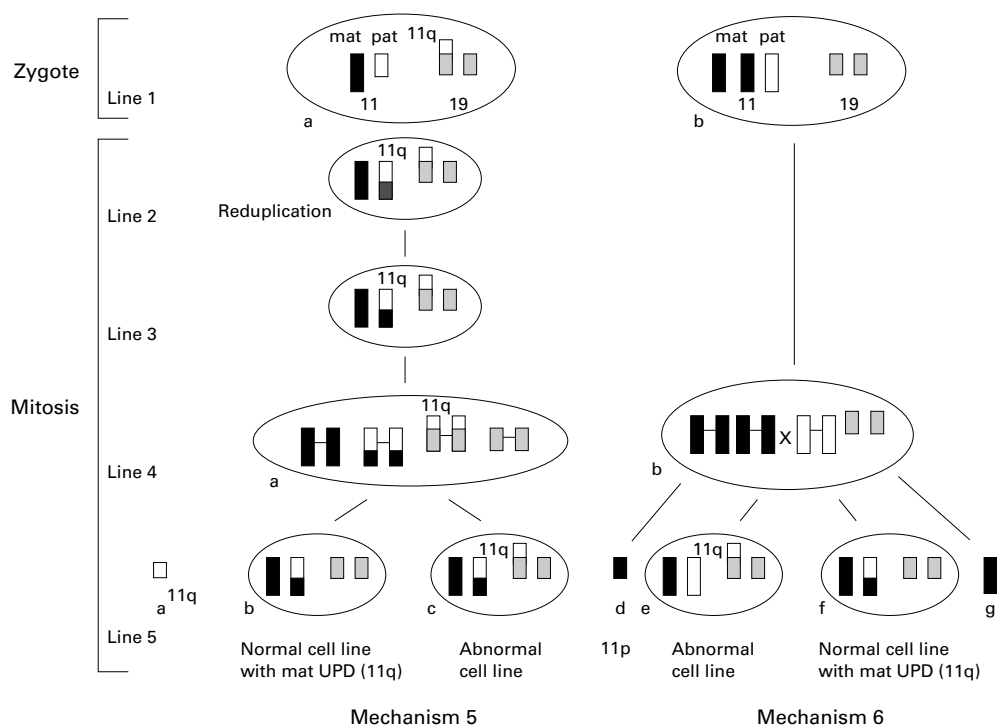 mat pat 11q
11 19
a
mat pat
11 19
b
Zygote
Line 1
11q
Reduplication
Line 2
11q
Line 3
Mitosis
11q
a
X
b
Line 4
a 11q
b
11q
c
d
11q
e
f
g
Line 5
Normal cell line
with mat UPD (11q)
Abnormal
cell line
11p
Abnormal
cell line
Normal cell line
with mat UPD (11q)
Mechanism 5
Mechanism 6